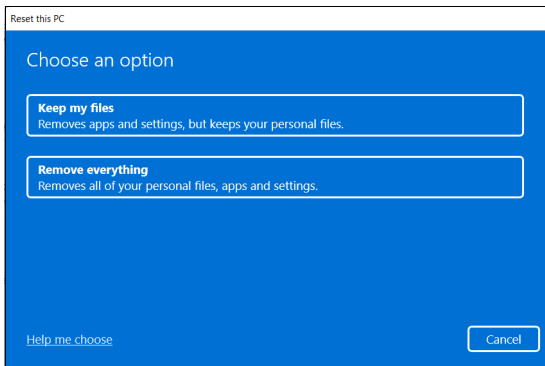 Reset this PC
Choose an option
Keep my files
Removes apps and settings, but keeps your personal files.
Remove everything
Removes all of your personal files, apps and settings.
Help me choose
Cancel